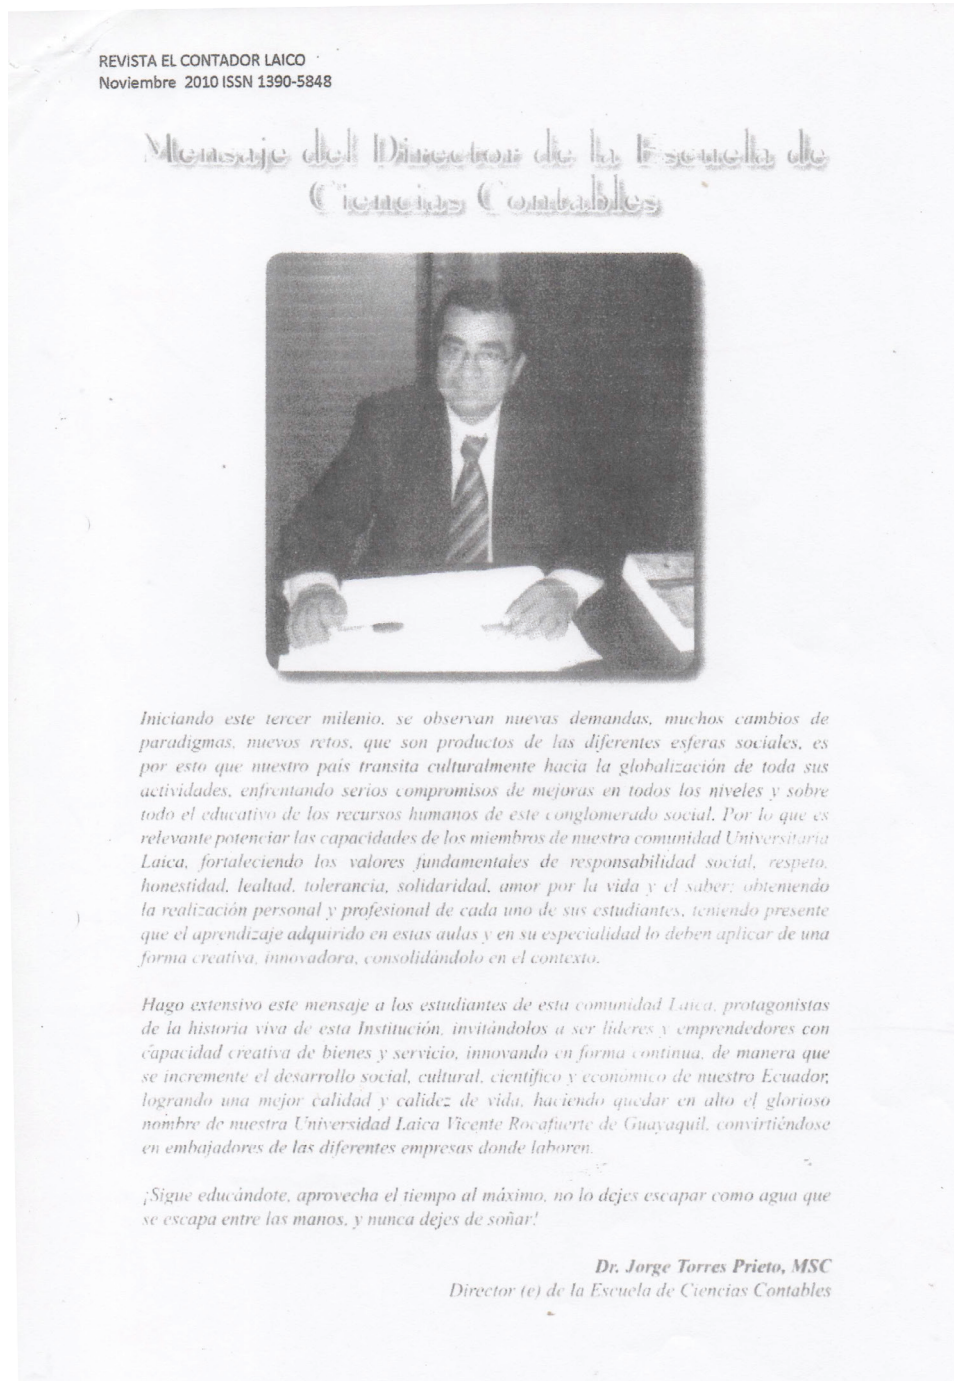 REVISTA EL CONTADOR LAICO
Noviembre 2010 ISSN 1390-5848
Mensaje del Director de la Escuela de
Ciencias Contables
Iniciando este tercer milenio, se observan nuevas demandas, muchos cambios de
paradigmas, nuevos retos, que son productos de las diferentes esferas sociales, es
por esto que nuestro país transita culturalmente hacia la globalización de toda sus
actividades, enfrentando serios compromisos de mejoras en todos los niveles y sobre
todo el educativo de los recursos humanos de este conglomerado social. Por lo que es
relevante potenciar las capacidades de los miembros de nuestra comunidad Universitaria
Laica, fortaleciendo los valores fundamentales de responsabilidad social, respeto,
honestidad, lealtad, tolerancia, solidaridad, amor por la vida y el saber; obteniendo
la realización personal y profesional de cada uno de sus estudiantes, teniendo presente
que el aprendizaje adquirido en estas aulas y en su especialidad lo deben aplicar de una
forma creativa, innovadora, consolidándolo en el contexto.
Hago extensivo este mensaje a los estudiantes de esta comunidad Laica, protagonistas
de la historia viva de esta Institución, invitándolos a ser líderes y emprendedores con
capacidad creativa de bienes y servicio, innovando en forma continua, de manera que
se incremente el desarrollo social, cultural, científico y económico de nuestro Ecuador,
logrando una mejor calidad y calidez de vida, haciendo quedar en alto el glorioso
nombre de nuestra Universidad Laica Vicente Rocafuerte de Guayaquil, convirtiéndose
en embajadores de las diferentes empresas donde laboren.
¡Sigue educándote, aprovecha el tiempo al máximo, no lo dejes escapar como agua que
se escapa entre las manos, y nunca dejes de soñar!
Dr. Jorge Torres Prieto, MSC
Director (e) de la Escuela de Ciencias Contables